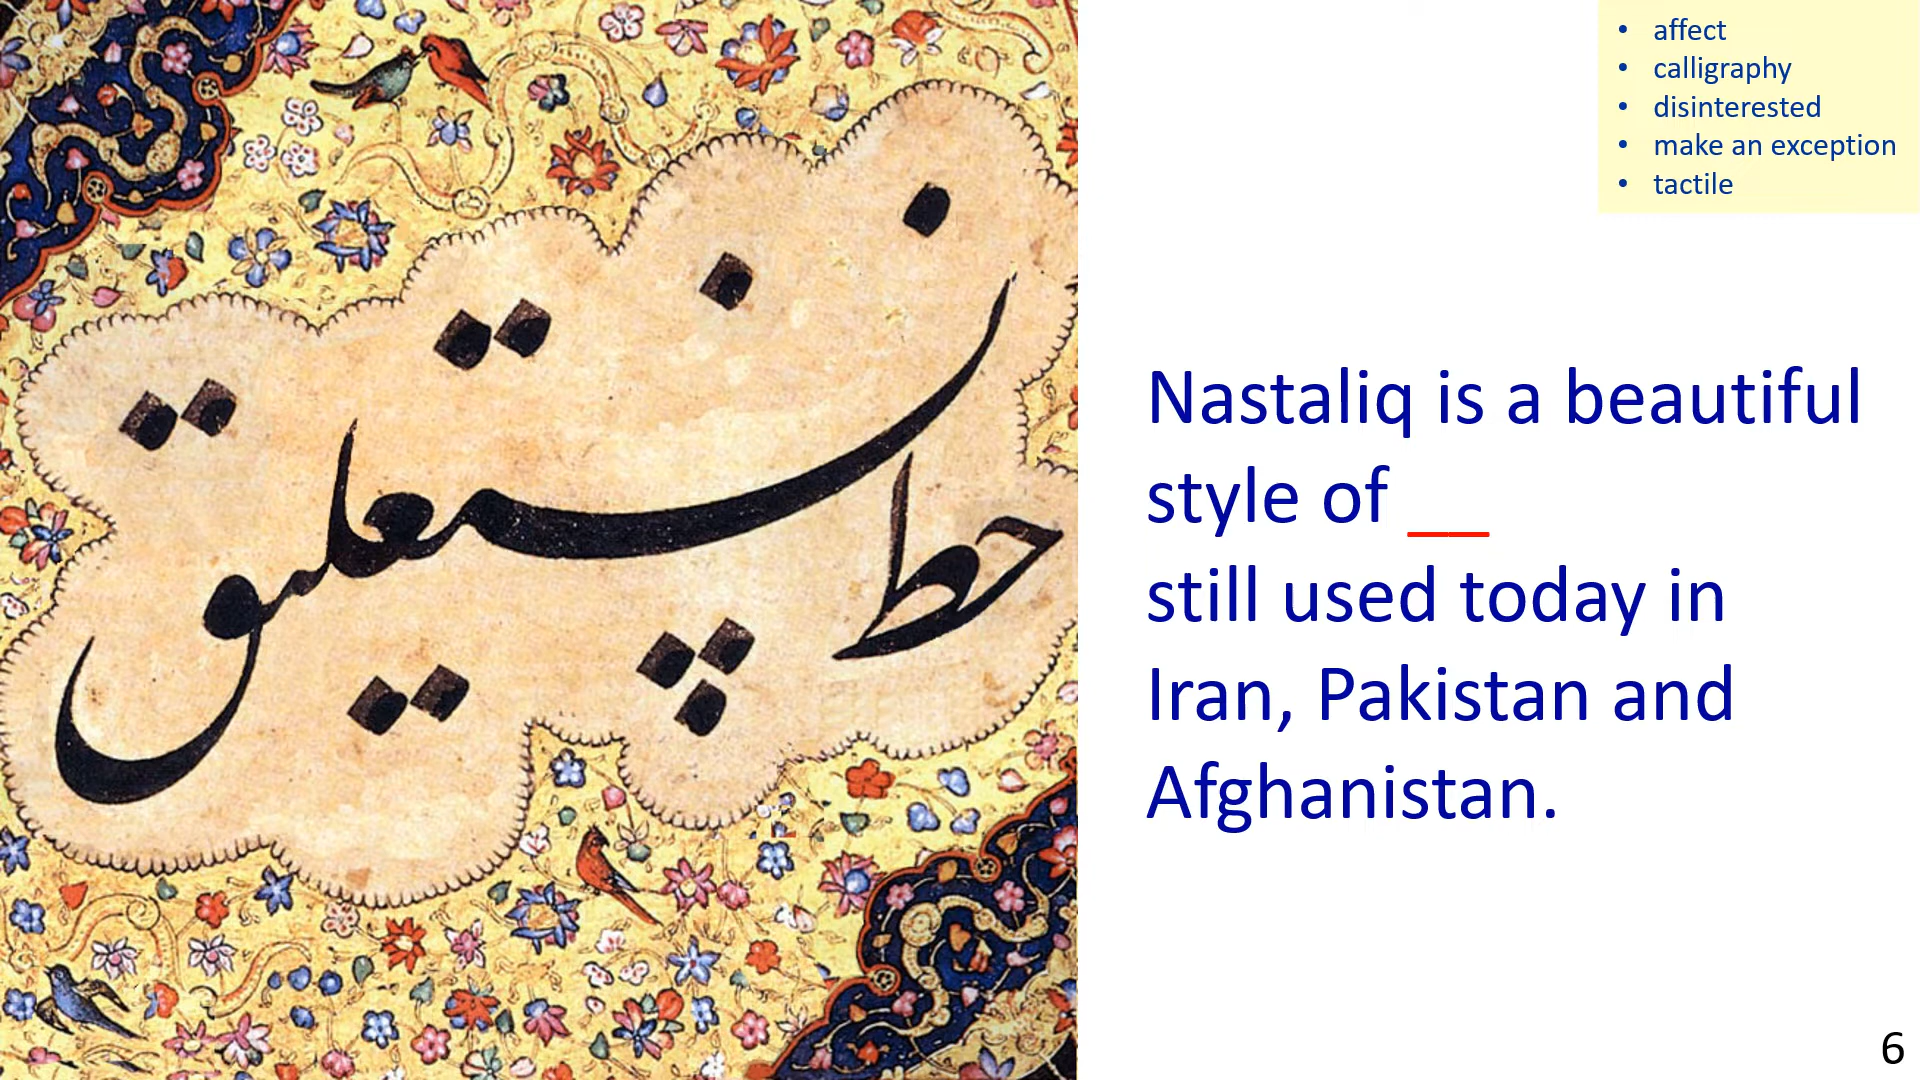 خط نستعلیق
• affect
• calligraphy
• disinterested
• make an exception
• tactile
Nastaliq is a beautiful
style of __
still used today in
Iran, Pakistan and
Afghanistan.
6